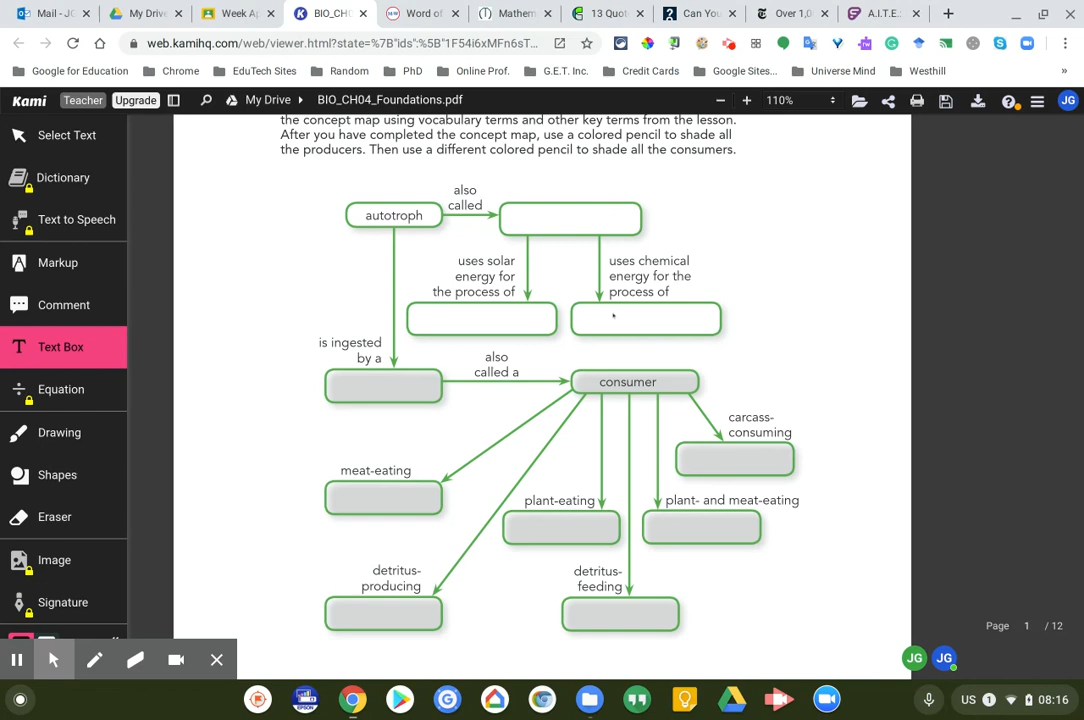 Mail - JC
My Drive
Week Ap
BIO_CH0
Word of
Mathem
13 Quot
Can You
Over 1,0
A.I.T.E.
web.kamihq.com/web/viewer.html?state=%7B"ids":%5B"1F54i6xMFn6sT...
Google for Education
Chrome
EduTech Sites
Random
PhD
Online Prof.
G.E.T. Inc.
Credit Cards
Google Sites...
Universe Mind
Westhill
»
Kami
Teacher
Upgrade
My Drive
BIO_CH04_Foundations.pdf
110%
JG
Select Text
Dictionary
Text to Speech
Markup
Comment
Text Box
Equation
Drawing
Shapes
Eraser
Image
Signature
the concept map using vocabulary terms and other key terms from the lesson.
After you have completed the concept map, use a colored pencil to shade all
the producers. Then use a different colored pencil to shade all the consumers.
also
called
autotroph
uses solar
energy for
the process of
uses chemical
energy for the
process of
is ingested
by a
also
called a
consumer
carcass-
consuming
meat-eating
plant-eating
plant- and meat-eating
detritus-
producing
detritus-
feeding
Page 1 / 12
JG
JG
EPSON
US
1
08:16